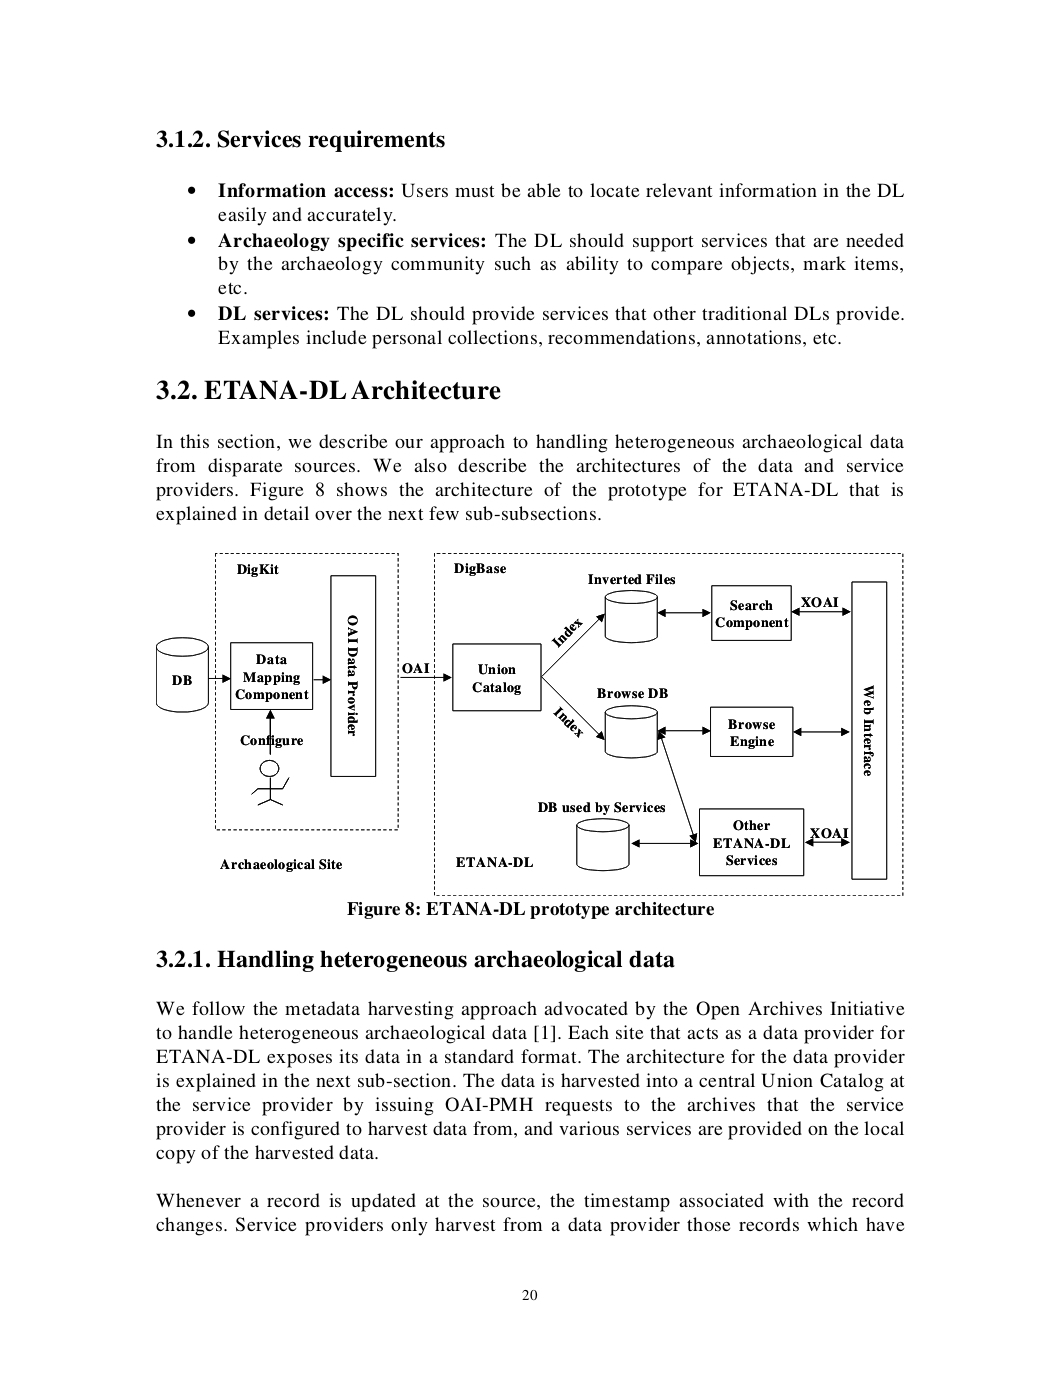 3.1.2. Services requirements
• Information access: Users must be able to locate relevant information in the DL
easily and accurately.
• Archaeology specific services: The DL should support services that are needed
by the archaeology community such as ability to compare objects, mark items,
etc.
• DL services: The DL should provide services that other traditional DLs provide.
Examples include personal collections, recommendations, annotations, etc.
3.2. ETANA-DL Architecture
In this section, we describe our approach to handling heterogeneous archaeological data
from disparate sources. We also describe the architectures of the data and service
providers. Figure 8 shows the architecture of the prototype for ETANA-DL that is
explained in detail over the next few sub-subsections.
DigKit
DB
Data
Mapping
Component
Configure
OAI Data Provider
Archaeological Site
OAI
DigBase
Union
Catalog
Index
Index
Inverted Files
Browse DB
DB used by Services
ETANA-DL
Search
Component
Browse
Engine
Other
ETANA-DL
Services
XOAI
XOAI
Web Interface
Figure 8: ETANA-DL prototype architecture
3.2.1. Handling heterogeneous archaeological data
We follow the metadata harvesting approach advocated by the Open Archives Initiative
to handle heterogeneous archaeological data [1]. Each site that acts as a data provider for
ETANA-DL exposes its data in a standard format. The architecture for the data provider
is explained in the next sub-section. The data is harvested into a central Union Catalog at
the service provider by issuing OAI-PMH requests to the archives that the service
provider is configured to harvest data from, and various services are provided on the local
copy of the harvested data.
Whenever a record is updated at the source, the timestamp associated with the record
changes. Service providers only harvest from a data provider those records which have
20